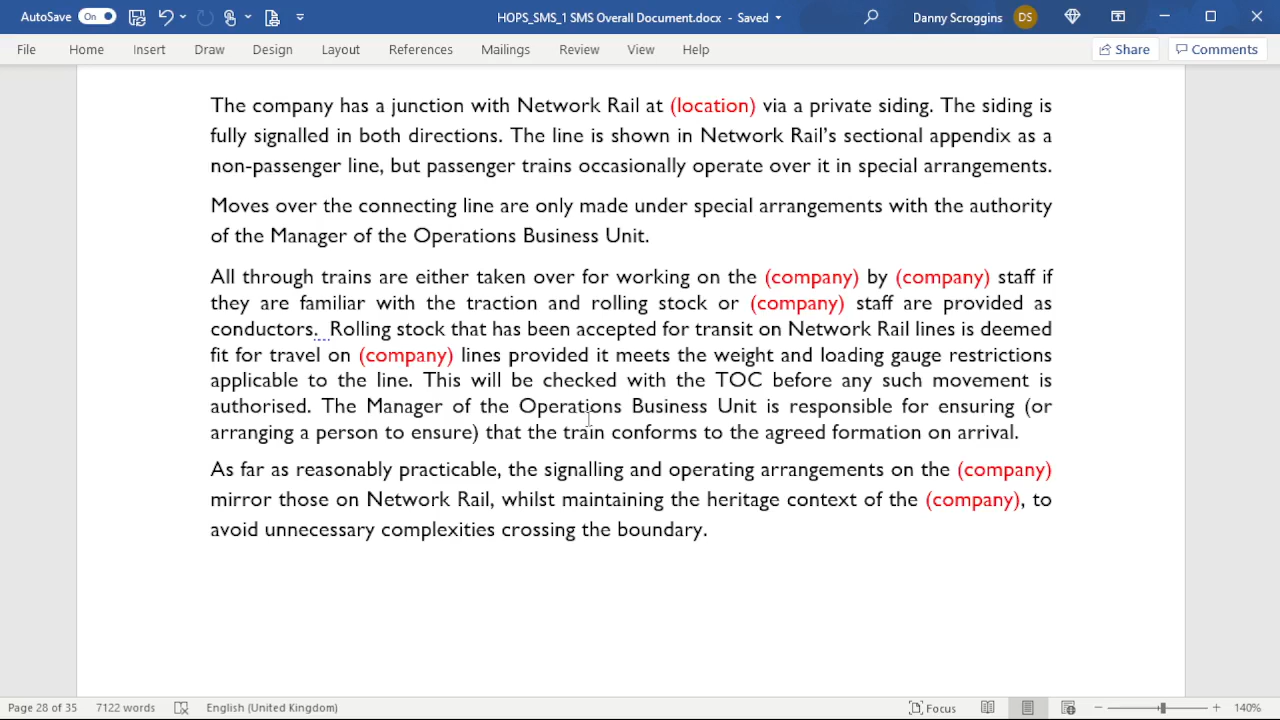 AutoSave On HOPS_SMS_1 SMS Overall Document.docx - Saved Danny Scroggins DS
File Home Insert Draw Design Layout References Mailings Review View Help Share Comments
The company has a junction with Network Rail at (location) via a private siding. The siding is
fully signalled in both directions. The line is shown in Network Rail's sectional appendix as a
non-passenger line, but passenger trains occasionally operate over it in special arrangements.
Moves over the connecting line are only made under special arrangements with the authority
of the Manager of the Operations Business Unit.
All through trains are either taken over for working on the (company) by (company) staff if
they are familiar with the traction and rolling stock or (company) staff are provided as
conductors.  Rolling stock that has been accepted for transit on Network Rail lines is deemed
fit for travel on (company) lines provided it meets the weight and loading gauge restrictions
applicable to the line. This will be checked with the TOC before any such movement is
authorised. The Manager of the Operations Business Unit is responsible for ensuring (or
arranging a person to ensure) that the train conforms to the agreed formation on arrival.
As far as reasonably practicable, the signalling and operating arrangements on the (company)
mirror those on Network Rail, whilst maintaining the heritage context of the (company), to
avoid unnecessary complexities crossing the boundary.
Page 28 of 35 7122 words English (United Kingdom) Focus 140%